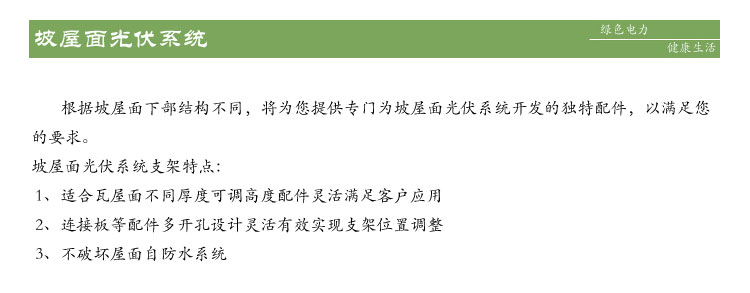 坡屋面光伏系统
绿色电力
健康生活
根据坡屋面下部结构不同，将为您提供专门为坡屋面光伏系统开发的独特配件，以满足您
的要求。
坡屋面光伏系统支架特点：
1、适合瓦屋面不同厚度可调高度配件灵活满足客户应用
2、连接板等配件多开孔设计灵活有效实现支架位置调整
3、不破坏屋面自防水系统